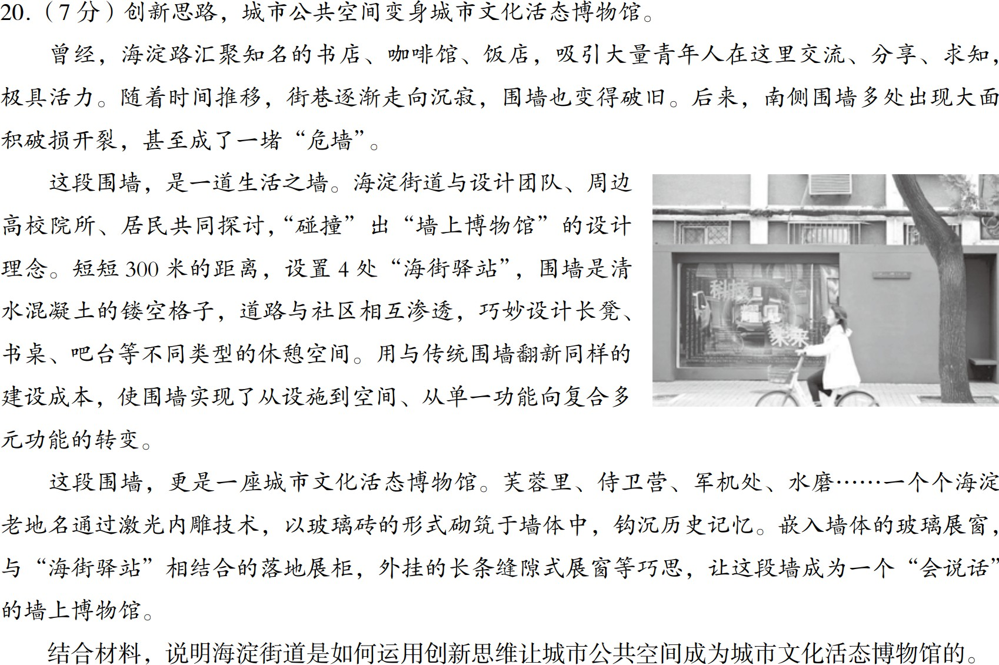 20.（7分）创新思路，城市公共空间变身城市文化活态博物馆。
曾经，海淀路汇聚知名的书店、咖啡馆、饭店，吸引大量青年人在这里交流、分享、求知，
极具活力。随着时间推移，街巷逐渐走向沉寂，围墙也变得破旧。后来，南侧围墙多处出现大面
积破损开裂，甚至成了一堵“危墙”。
这段围墙，是一道生活之墙。海淀街道与设计团队、周边
高校院所、居民共同探讨，“碰撞”出“墙上博物馆”的设计
理念。短短300米的距离，设置4处“海街驿站”，围墙是清
水混凝土的镂空格子，道路与社区相互渗透，巧妙设计长凳、
书桌、吧台等不同类型的休憩空间。用与传统围墙翻新同样的
建设成本，使围墙实现了从设施到空间、从单一功能向复合多
元功能的转变。
科技
未来
这段围墙，更是一座城市文化活态博物馆。芙蓉里、侍卫营、军机处、水磨……一个个海淀
老地名通过激光内雕技术，以玻璃砖的形式砌筑于墙体中，钩沉历史记忆。嵌入墙体的玻璃展窗，
与“海街驿站”相结合的落地展柜，外挂的长条缝隙式展窗等巧思，让这段墙成为一个“会说话”
的墙上博物馆。
结合材料，说明海淀街道是如何运用创新思维让城市公共空间成为城市文化活态博物馆的。